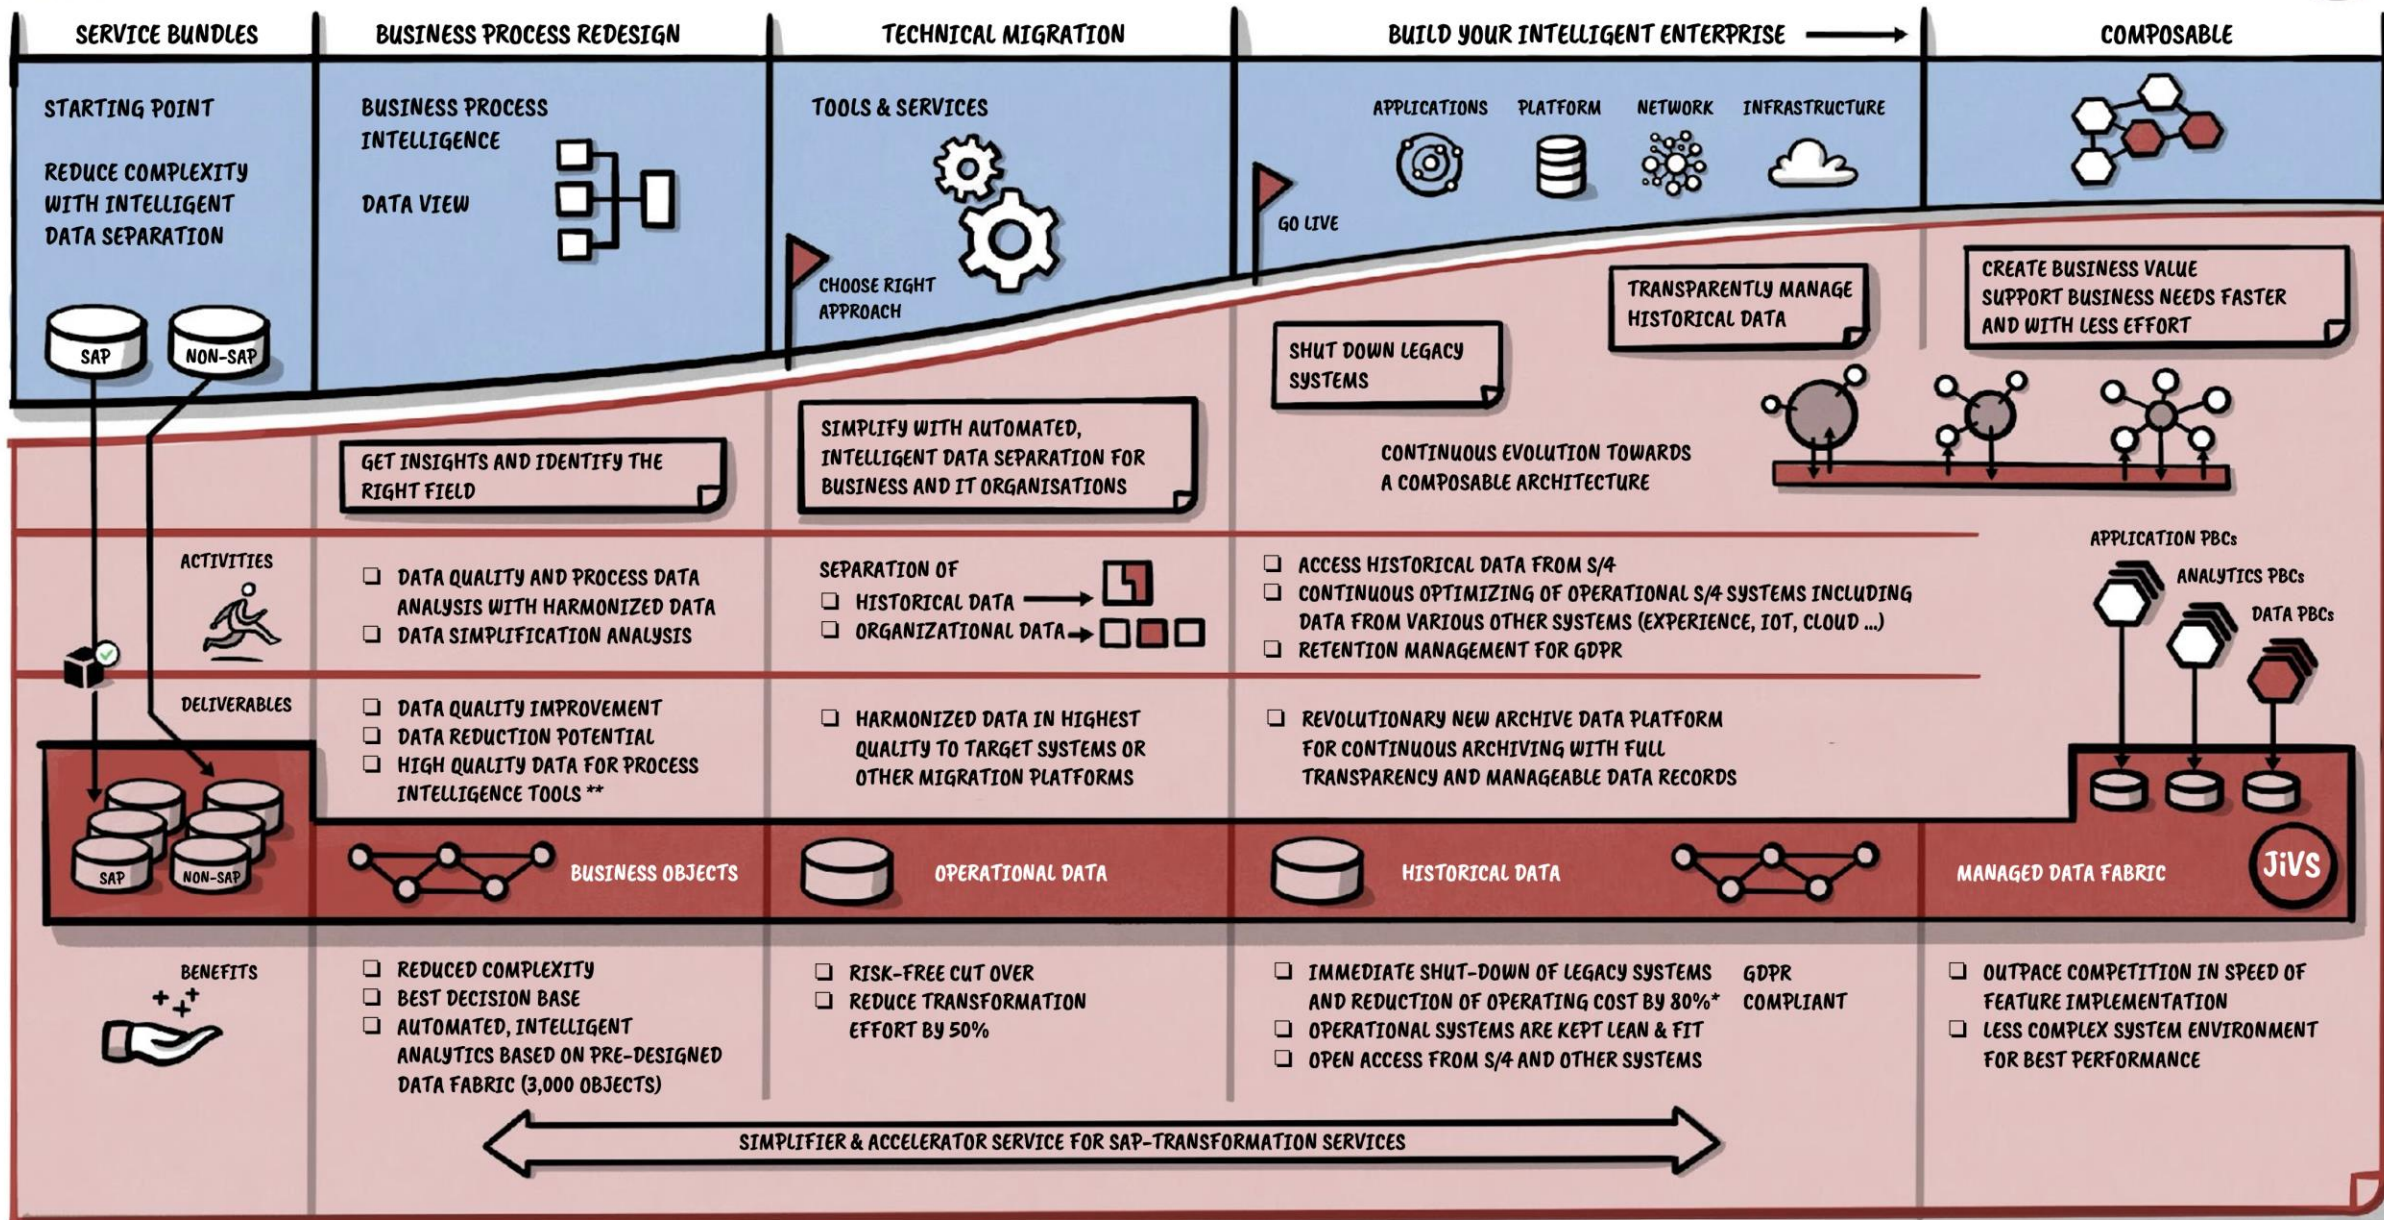 SERVICE BUNDLES
BUSINESS PROCESS REDESIGN
TECHNICAL MIGRATION
BUILD YOUR INTELLIGENT ENTERPRISE
COMPOSABLE
STARTING POINT
REDUCE COMPLEXITY
WITH INTELLIGENT
DATA SEPARATION
SAP
NON-SAP
BUSINESS PROCESS
INTELLIGENCE
DATA VIEW
TOOLS & SERVICES
CHOOSE RIGHT
APPROACH
APPLICATIONS
PLATFORM
NETWORK
INFRASTRUCTURE
GO LIVE
GET INSIGHTS AND IDENTIFY THE
RIGHT FIELD
SIMPLIFY WITH AUTOMATED,
INTELLIGENT DATA SEPARATION FOR
BUSINESS AND IT ORGANISATIONS
SHUT DOWN LEGACY
SYSTEMS
TRANSPARENTLY MANAGE
HISTORICAL DATA
CREATE BUSINESS VALUE
SUPPORT BUSINESS NEEDS FASTER
AND WITH LESS EFFORT
CONTINUOUS EVOLUTION TOWARDS
A COMPOSABLE ARCHITECTURE
ACTIVITIES
DATA QUALITY AND PROCESS DATA
ANALYSIS WITH HARMONIZED DATA
DATA SIMPLIFICATION ANALYSIS
SEPARATION OF
HISTORICAL DATA
ORGANIZATIONAL DATA
ACCESS HISTORICAL DATA FROM S/4
CONTINUOUS OPTIMIZING OF OPERATIONAL S/4 SYSTEMS INCLUDING
DATA FROM VARIOUS OTHER SYSTEMS (EXPERIENCE, IOT, CLOUD ...)
RETENTION MANAGEMENT FOR GDPR
APPLICATION PBCs
ANALYTICS PBCs
DATA PBCs
DELIVERABLES
DATA QUALITY IMPROVEMENT
DATA REDUCTION POTENTIAL
HIGH QUALITY DATA FOR PROCESS
INTELLIGENCE TOOLS **
HARMONIZED DATA IN HIGHEST
QUALITY TO TARGET SYSTEMS OR
OTHER MIGRATION PLATFORMS
REVOLUTIONARY NEW ARCHIVE DATA PLATFORM
FOR CONTINUOUS ARCHIVING WITH FULL
TRANSPARENCY AND MANAGEABLE DATA RECORDS
SAP
NON-SAP
BUSINESS OBJECTS
OPERATIONAL DATA
HISTORICAL DATA
MANAGED DATA FABRIC
JiVS
BENEFITS
REDUCED COMPLEXITY
BEST DECISION BASE
AUTOMATED, INTELLIGENT
ANALYTICS BASED ON PRE-DESIGNED
DATA FABRIC (3,000 OBJECTS)
RISK-FREE CUT OVER
REDUCE TRANSFORMATION
EFFORT BY 50%
IMMEDIATE SHUT-DOWN OF LEGACY SYSTEMS
AND REDUCTION OF OPERATING COST BY 80%*
OPERATIONAL SYSTEMS ARE KEPT LEAN & FIT
OPEN ACCESS FROM S/4 AND OTHER SYSTEMS
GDPR
COMPLIANT
OUTPACE COMPETITION IN SPEED OF
FEATURE IMPLEMENTATION
LESS COMPLEX SYSTEM ENVIRONMENT
FOR BEST PERFORMANCE
SIMPLIFIER & ACCELERATOR SERVICE FOR SAP-TRANSFORMATION SERVICES